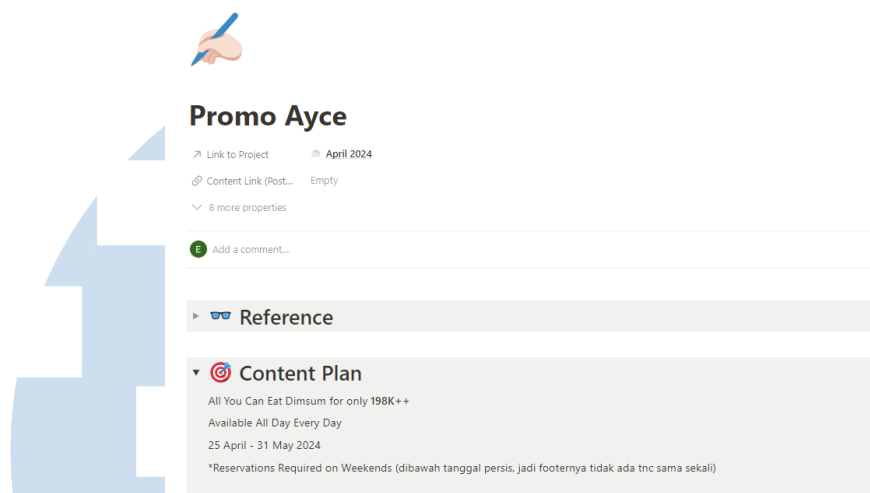 Promo Ayce
Link to Project April 2024
Content Link (Post... Empty
8 more properties
E Add a comment...
Reference
Content Plan
All You Can Eat Dimsum for only 198K++
Available All Day Every Day
25 April - 31 May 2024
*Reservations Required on Weekends (dibawah tanggal persis, jadi footernya tidak ada tnc sama sekali)